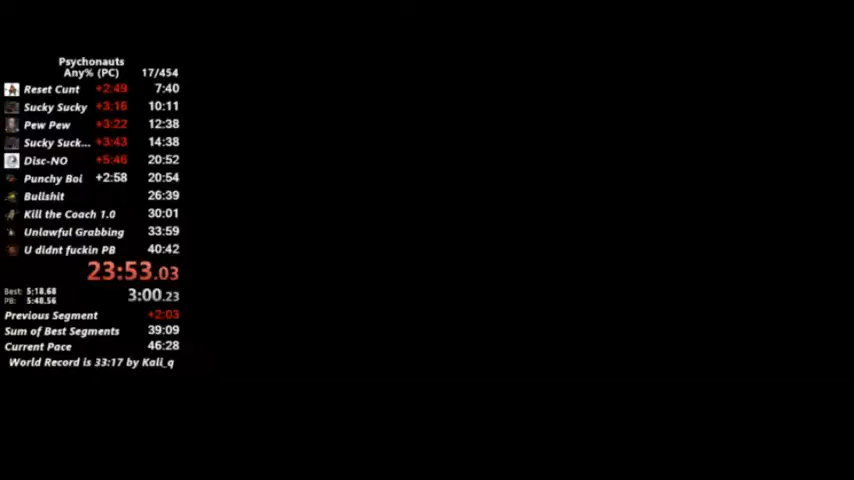 Psychonauts
Any% (PC) 17/454
Reset Cunt +2:49 7:40
Sucky Sucky +3:16 10:11
Pew Pew +3:22 12:38
Sucky Suck... +3:43 14:38
Disc-NO +5:46 20:52
Punchy Boi +2:58 20:54
Bullshit 26:39
Kill the Coach 1.0 30:01
Unlawful Grabbing 33:59
U didnt fuckin PB 40:42
23:53.03
Best: 5:18.68 3:00.23
PB: 5:48.56
Previous Segment +2:03
Sum of Best Segments 39:09
Current Pace 46:28
World Record is 33:17 by Kali_q